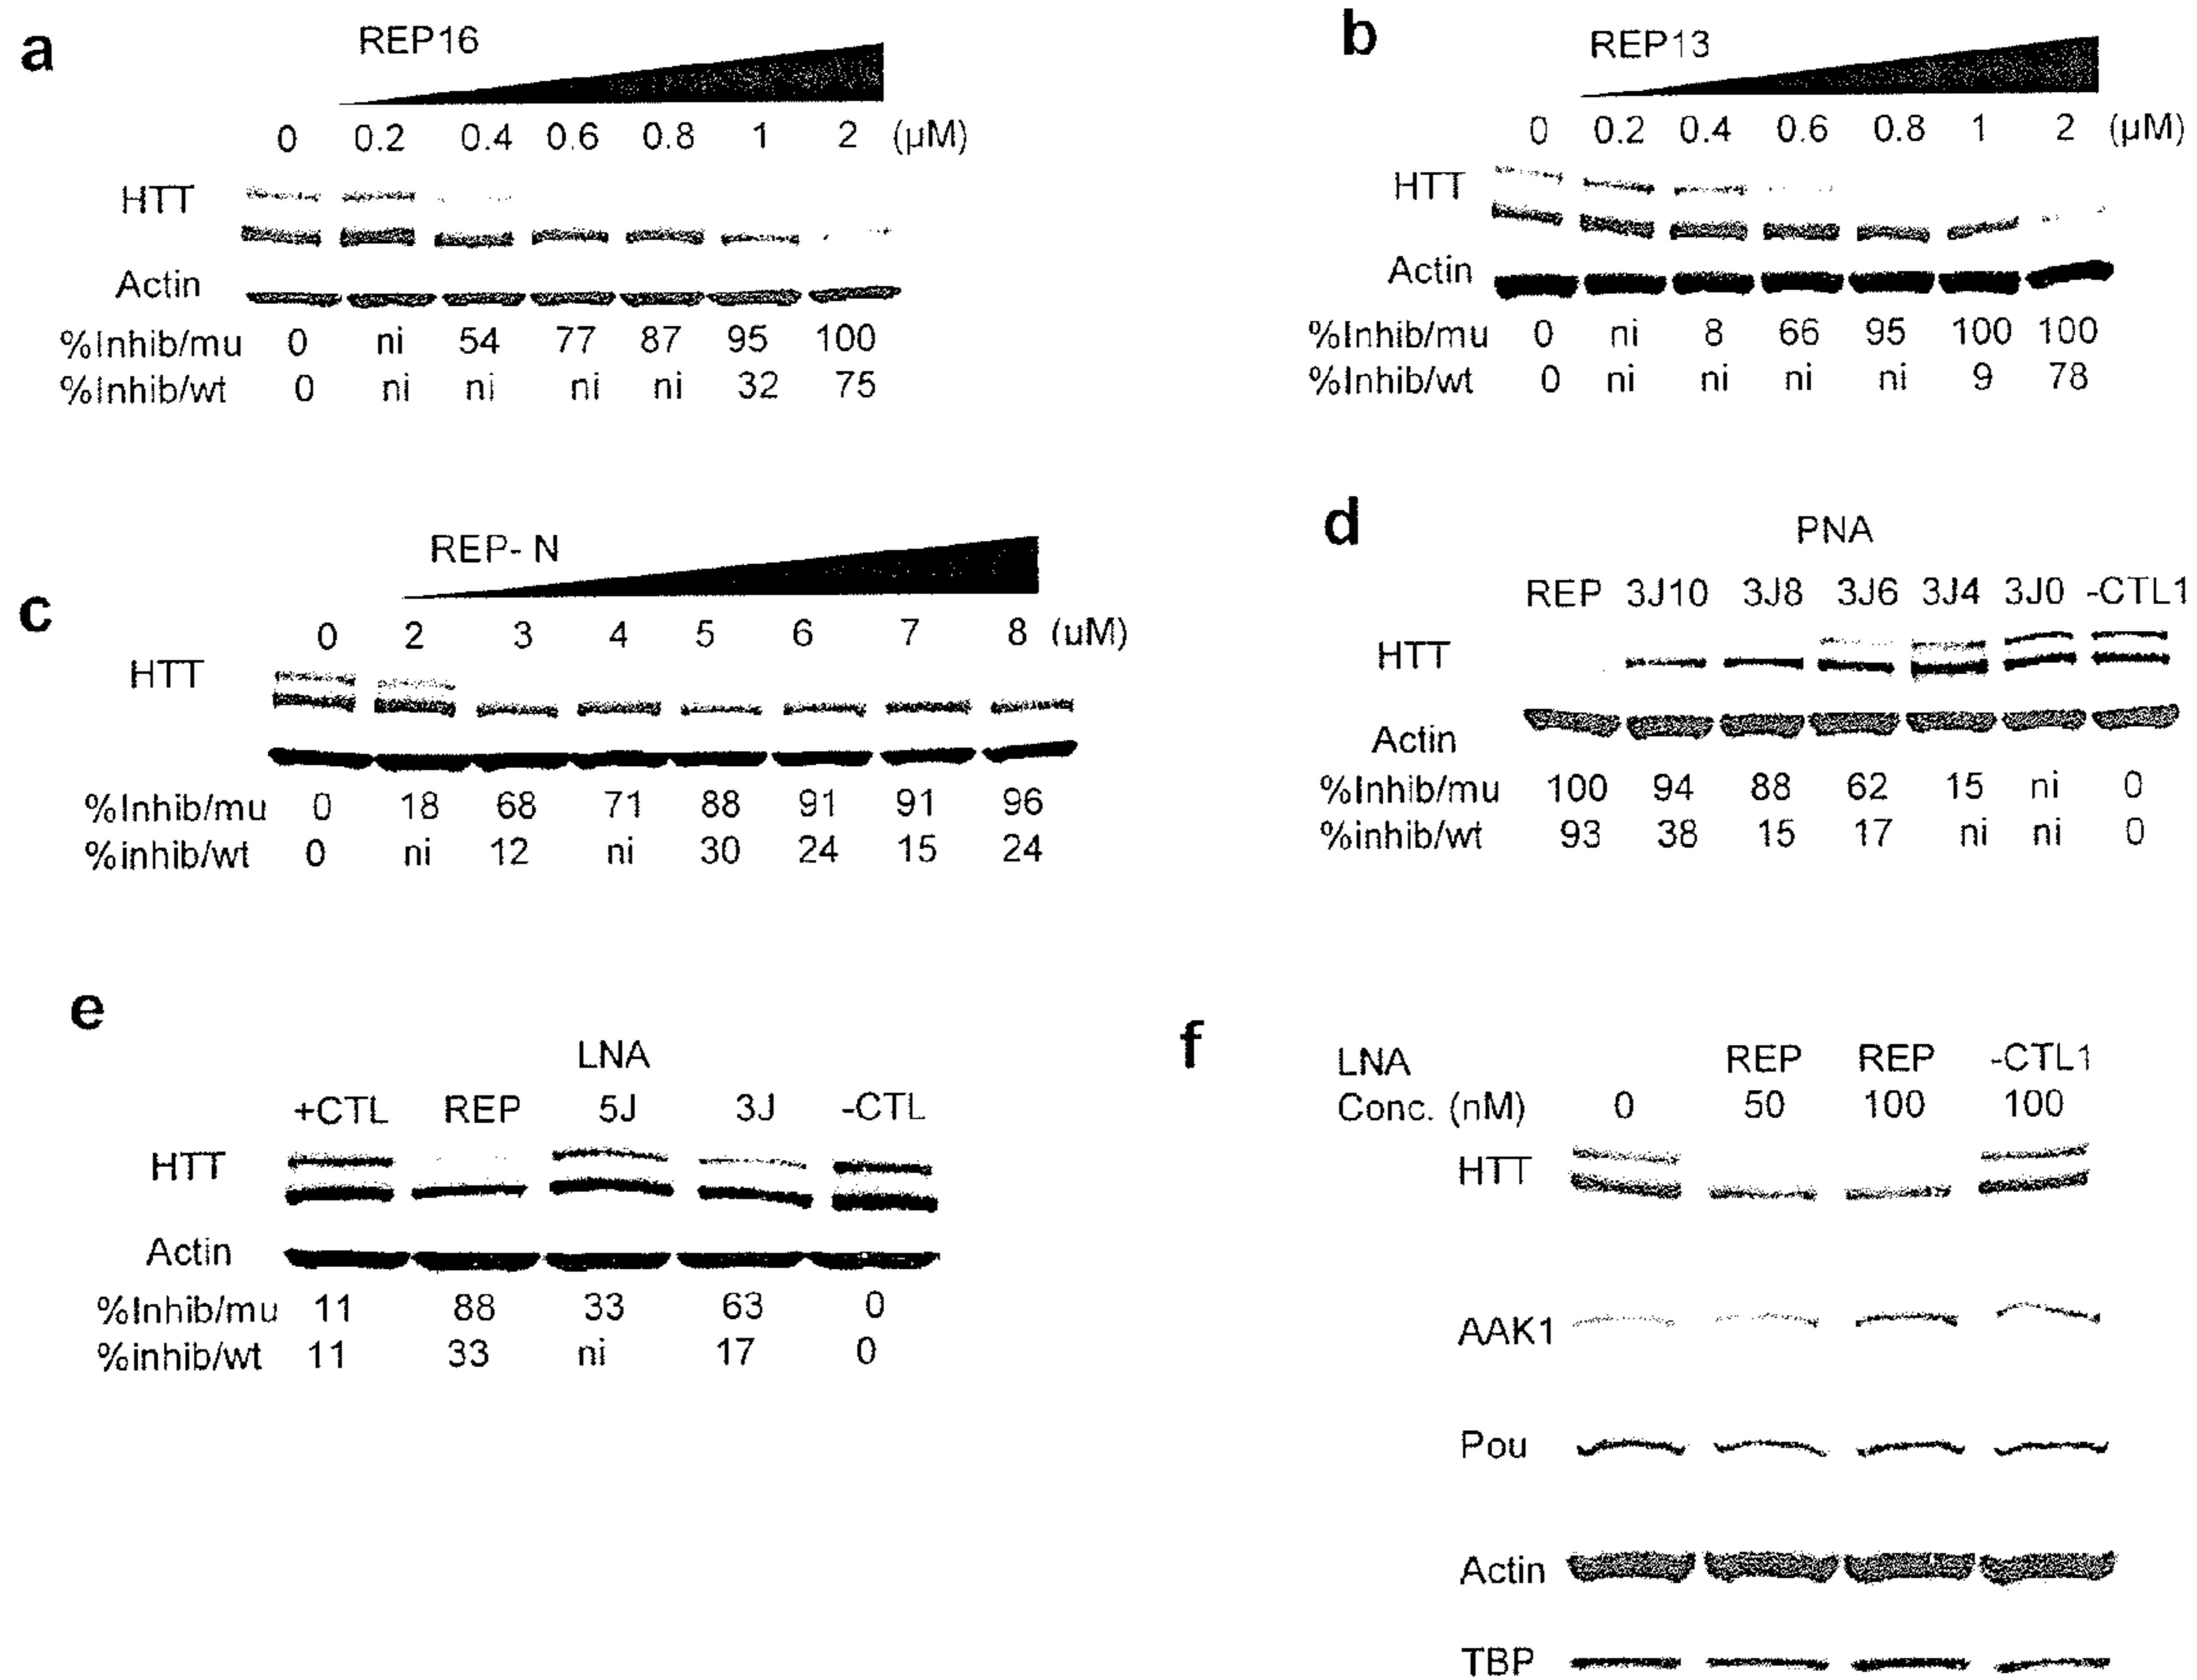 a
REP16
0 0.2 0.4 0.6 0.8 1 2 (µM)
HTT
Actin
%Inhib/mu 0 ni 54 77 87 95 100
%Inhib/wt 0 ni ni ni ni 32 75
b
REP13
0 0.2 0.4 0.6 0.8 1 2 (µM)
HTT
Actin
%Inhib/mu 0 ni 8 66 95 100 100
%Inhib/wt 0 ni ni ni ni 9 78
c
REP- N
0 2 3 4 5 6 7 8 (uM)
HTT
%Inhib/mu 0 18 68 71 88 91 91 96
%inhib/wt 0 ni 12 ni 30 24 15 24
d
PNA
REP 3J10 3J8 3J6 3J4 3J0 -CTL1
HTT
Actin
%Inhib/mu 100 94 88 62 15 ni 0
%inhib/wt 93 38 15 17 ni ni 0
e
LNA
+CTL REP 5J 3J -CTL
HTT
Actin
%Inhib/mu 11 88 33 63 0
%inhib/wt 11 33 ni 17 0
f
LNA REP REP -CTL1
Conc. (nM) 0 50 100 100
HTT
AAK1
Pou
Actin
TBP